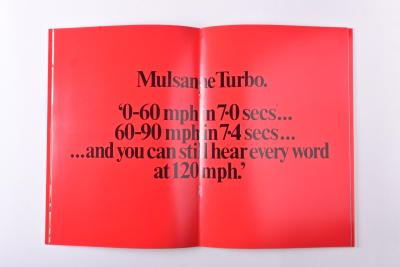 Mulsanne Turbo.
‘0-60 mph in 7·0 secs...
60-90 mph in 7·4 secs...
...and you can still hear every word
at 120 mph.’